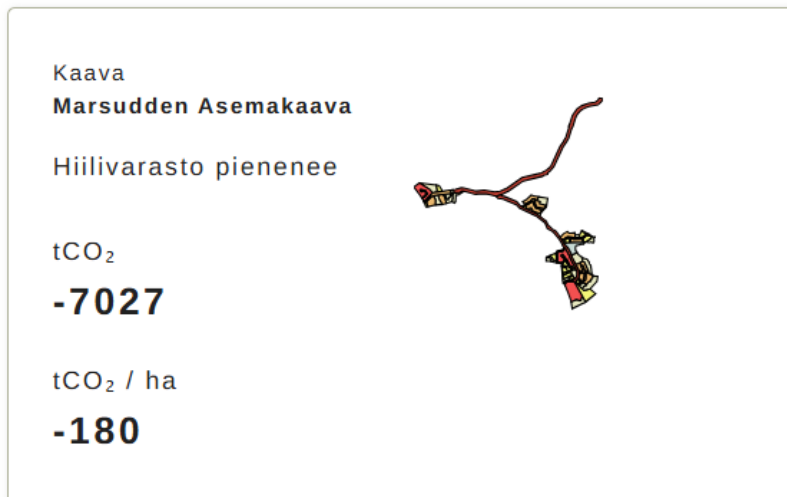 Kaava
Marsudden Asemakaava
Hiilivarasto pienenee
tCO₂
-7027
tCO₂ / ha
-180